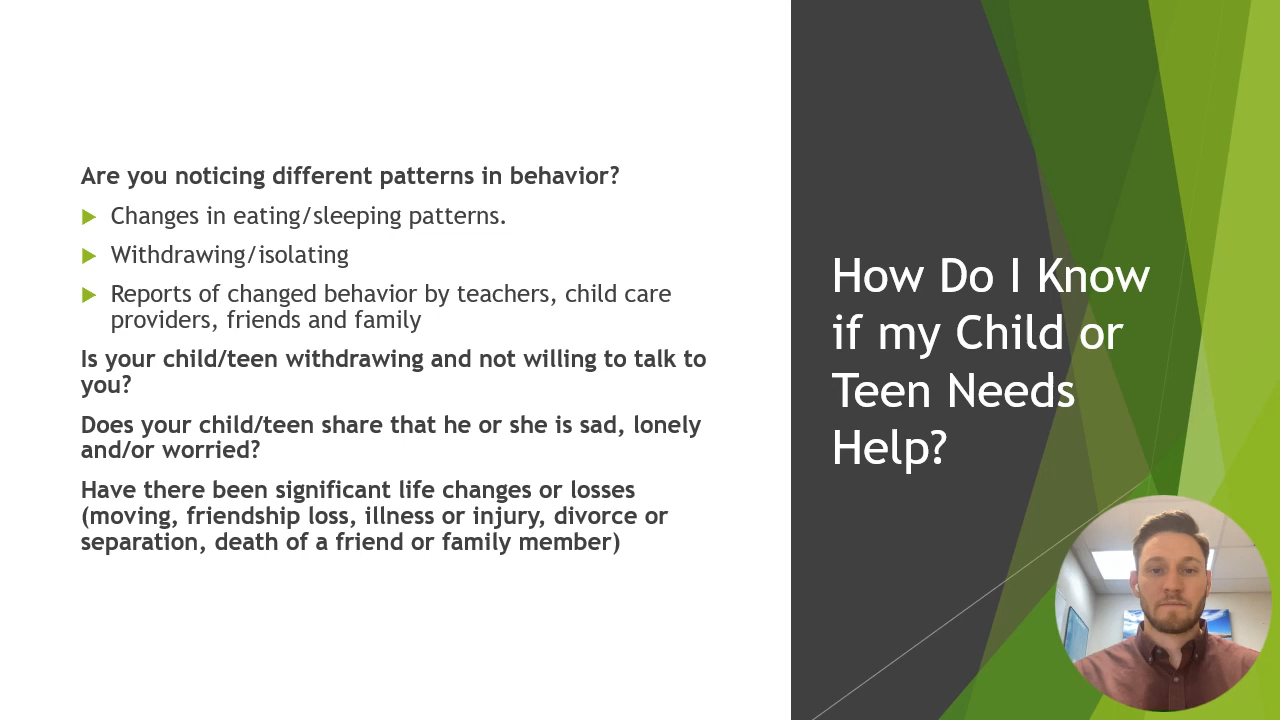 Are you noticing different patterns in behavior?
Changes in eating/sleeping patterns.
Withdrawing/isolating
Reports of changed behavior by teachers, child care
providers, friends and family
Is your child/teen withdrawing and not willing to talk to
you?
Does your child/teen share that he or she is sad, lonely
and/or worried?
Have there been significant life changes or losses
(moving, friendship loss, illness or injury, divorce or
separation, death of a friend or family member)
How Do I Know
if my Child or
Teen Needs
Help?